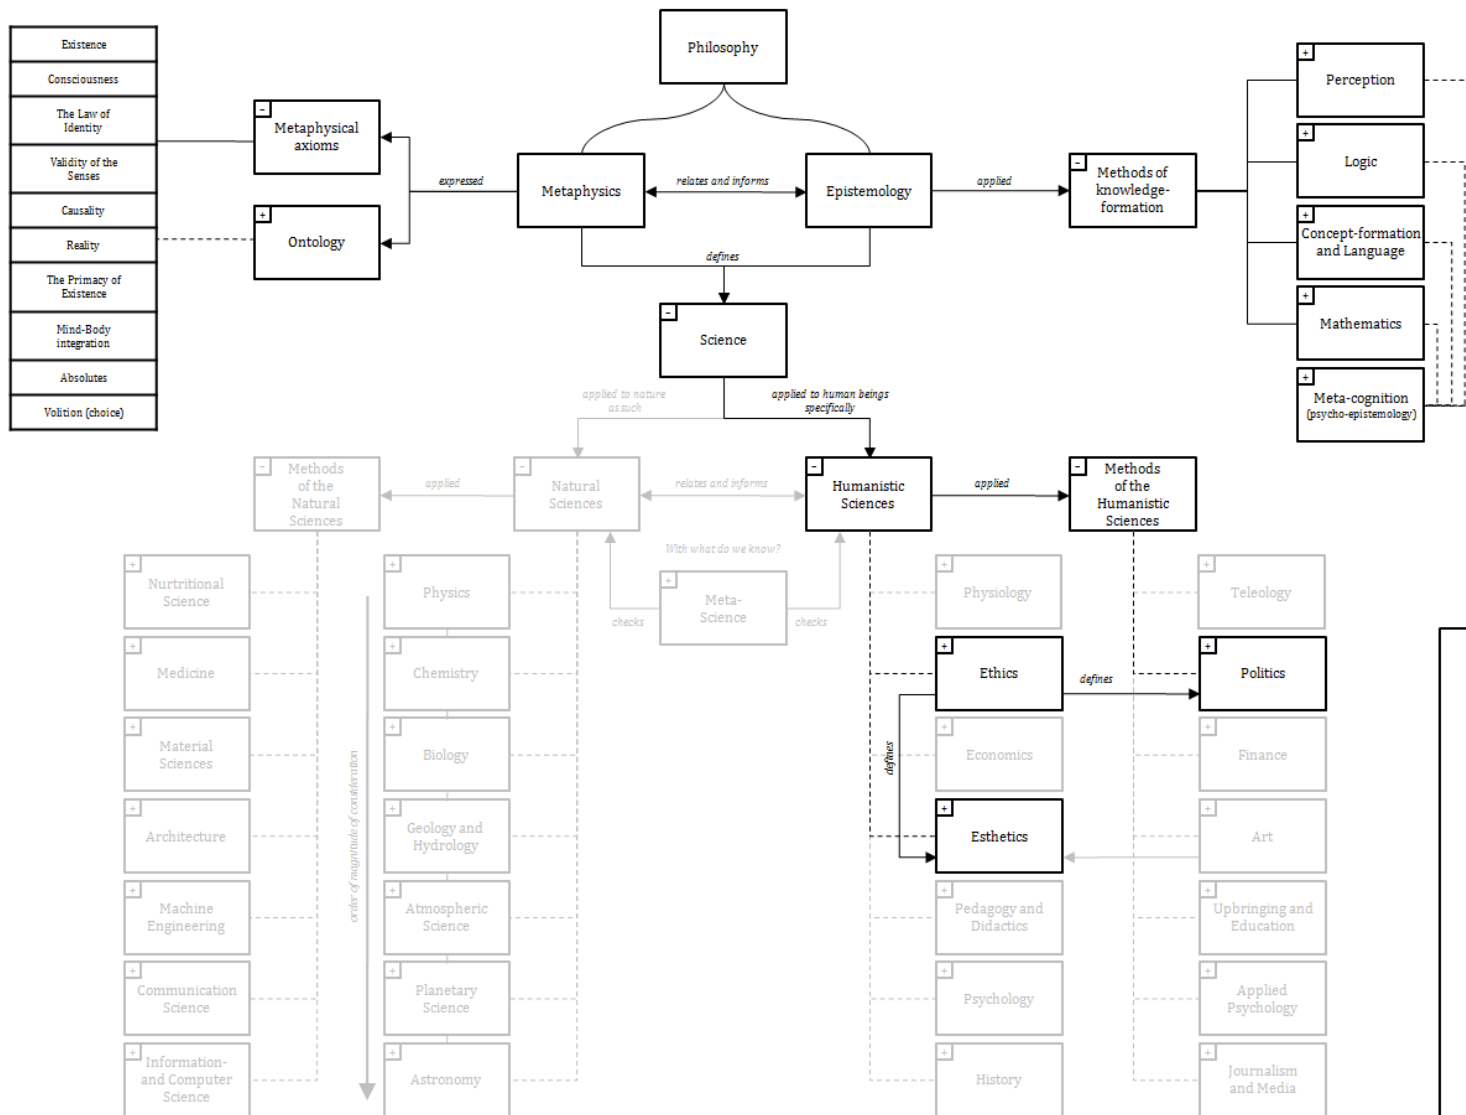 Philosophy
Existence
Consciousness
The Law of
Identity
Validity of the
Senses
Causality
Reality
The Primacy of
Existence
Mind-Body
integration
Absolutes
Volition (choice)
-
Metaphysical
axioms
+
Ontology
expressed
Metaphysics
relates and informs
Epistemology
applied
-
Methods of
knowledge-
formation
+
Perception
+
Logic
+
Concept-formation
and Language
+
Mathematics
+
Meta-cognition
(psycho-epistemology)
defines
-
Science
applied to nature
as such
applied to human beings
specifically
-
Methods
of the
Natural
Sciences
applied
-
Natural
Sciences
relates and informs
-
Humanistic
Sciences
applied
-
Methods
of the
Humanistic
Sciences
With what do we know?
+
Meta-
Science
checks
checks
+
Nurtritional
Science
+
Medicine
+
Material
Sciences
+
Architecture
+
Machine
Engineering
+
Communication
Science
+
Information-
and Computer
Science
order of magnitude of consideration
+
Physics
+
Chemistry
+
Biology
+
Geology and
Hydrology
+
Atmospheric
Science
+
Planetary
Science
+
Astronomy
+
Physiology
+
Ethics
defines
defines
+
Economics
+
Esthetics
+
Pedagogy and
Didactics
+
Psychology
+
History
+
Teleology
+
Politics
+
Finance
+
Art
+
Upbringing and
Education
+
Applied
Psychology
+
Journalism
and Media